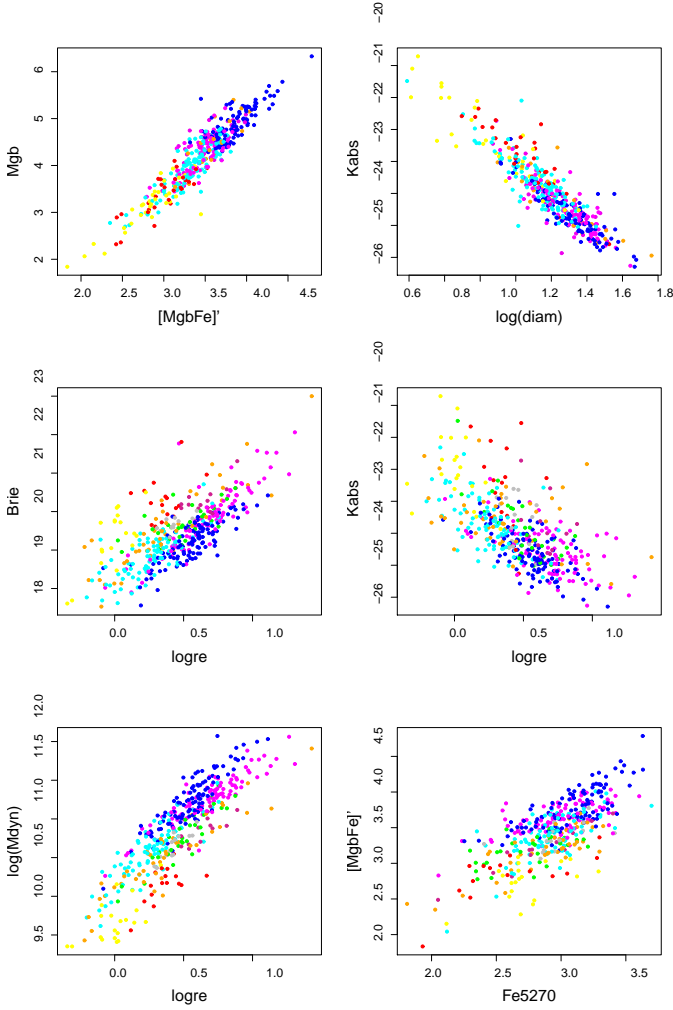 Mgb
2 3 4 5 6
2.0 2.5 3.0 3.5 4.0 4.5
[MgbFe]'
Kabs
-26 -25 -24 -23 -22 -21 -20
0.6 0.8 1.0 1.2 1.4 1.6 1.8
log(diam)
Brie
18 19 20 21 22 23
0.0 0.5 1.0
logre
Kabs
-26 -25 -24 -23 -22 -21 -20
0.0 0.5 1.0
logre
log(Mdyn)
9.5 10.0 10.5 11.0 11.5 12.0
0.0 0.5 1.0
logre
[MgbFe]'
2.0 2.5 3.0 3.5 4.0 4.5
2.0 2.5 3.0 3.5
Fe5270